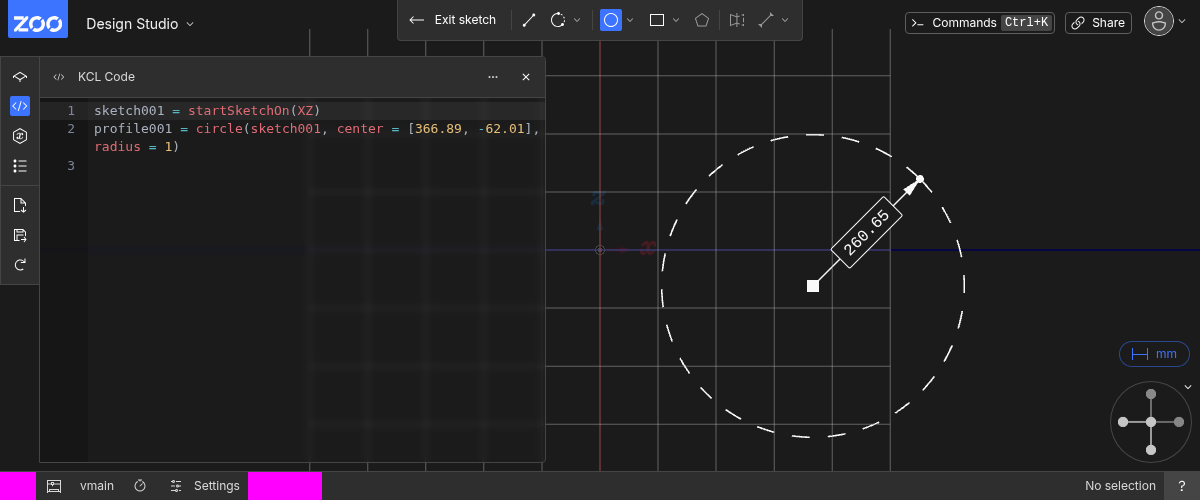 ZOO
Design Studio
Exit sketch
Commands Ctrl+K
Share
KCL Code
1 sketch001 = startSketchOn(XZ)
2 profile001 = circle(sketch001, center = [366.89, -62.01],
radius = 1)
3
z
x
260.65
mm
vmain
Settings
No selection
?